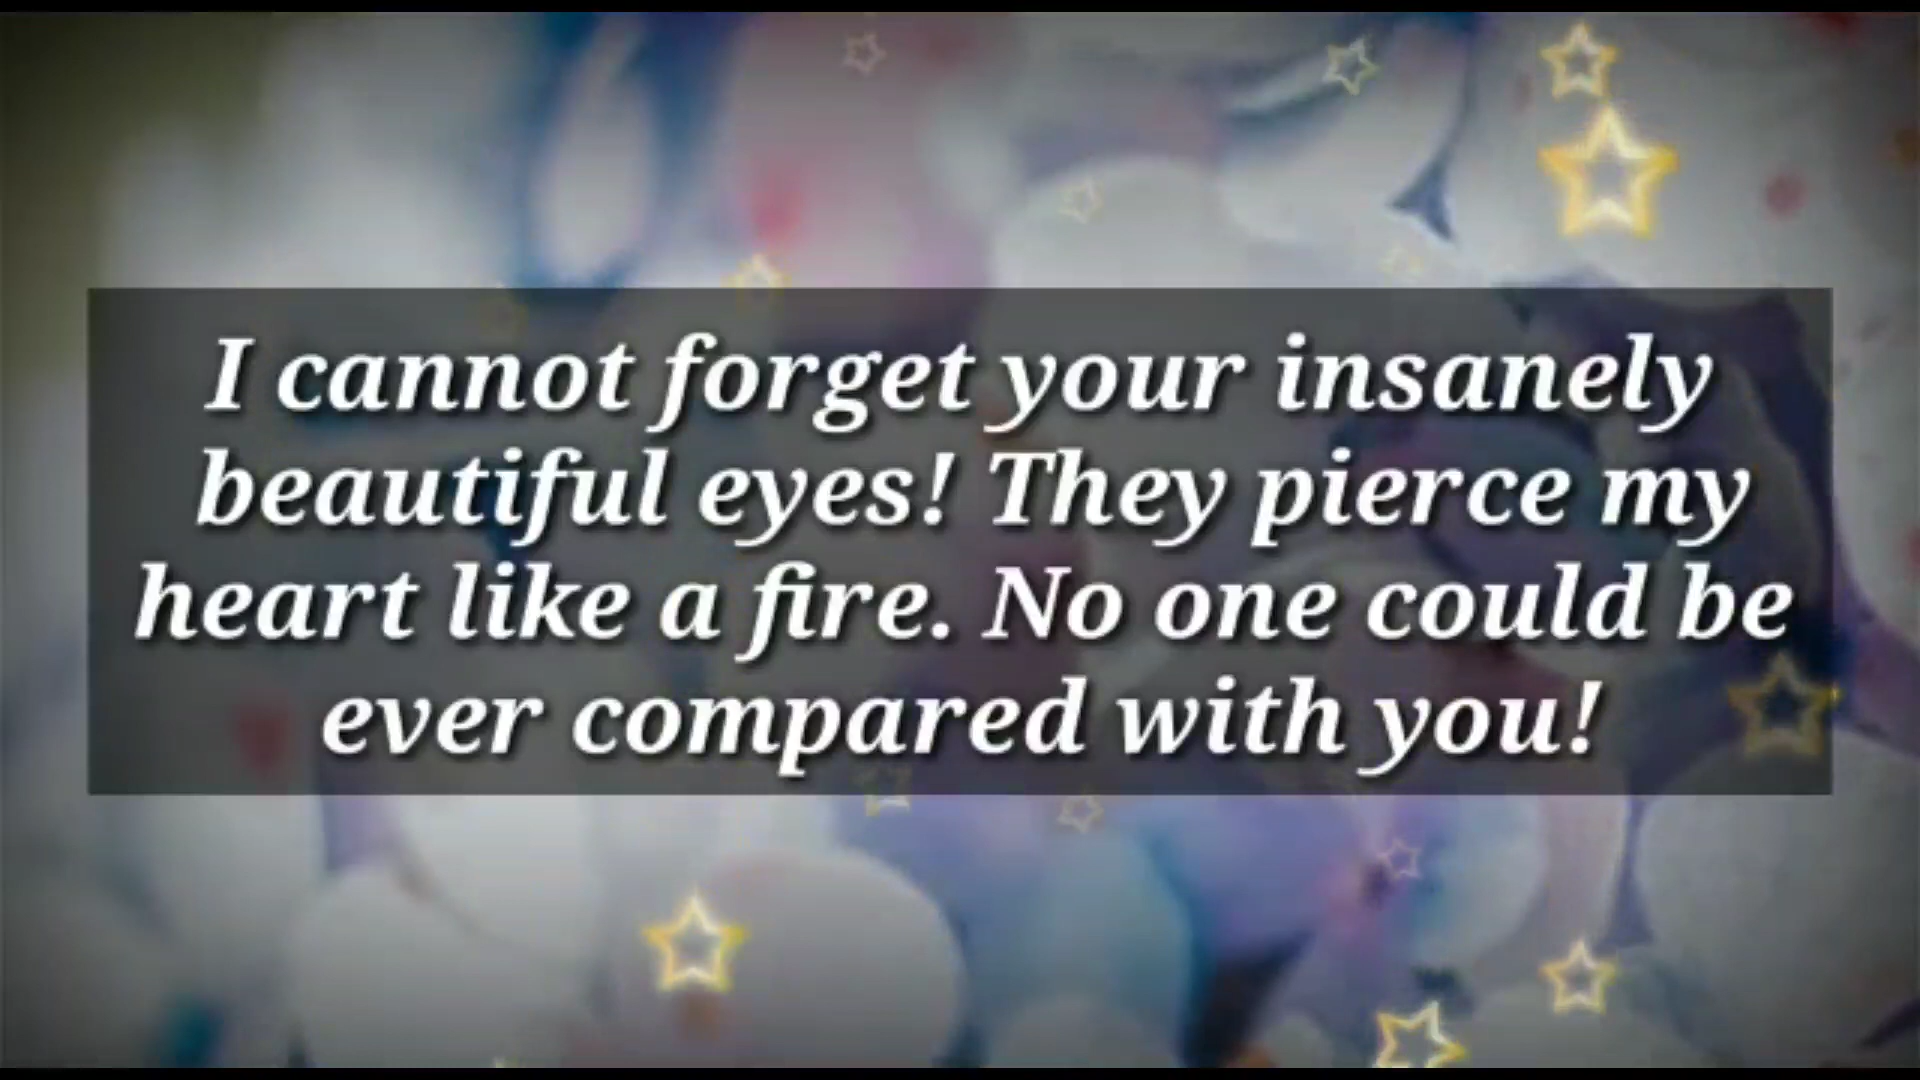 I cannot forget your insanely
beautiful eyes! They pierce my
heart like a fire. No one could be
ever compared with you!